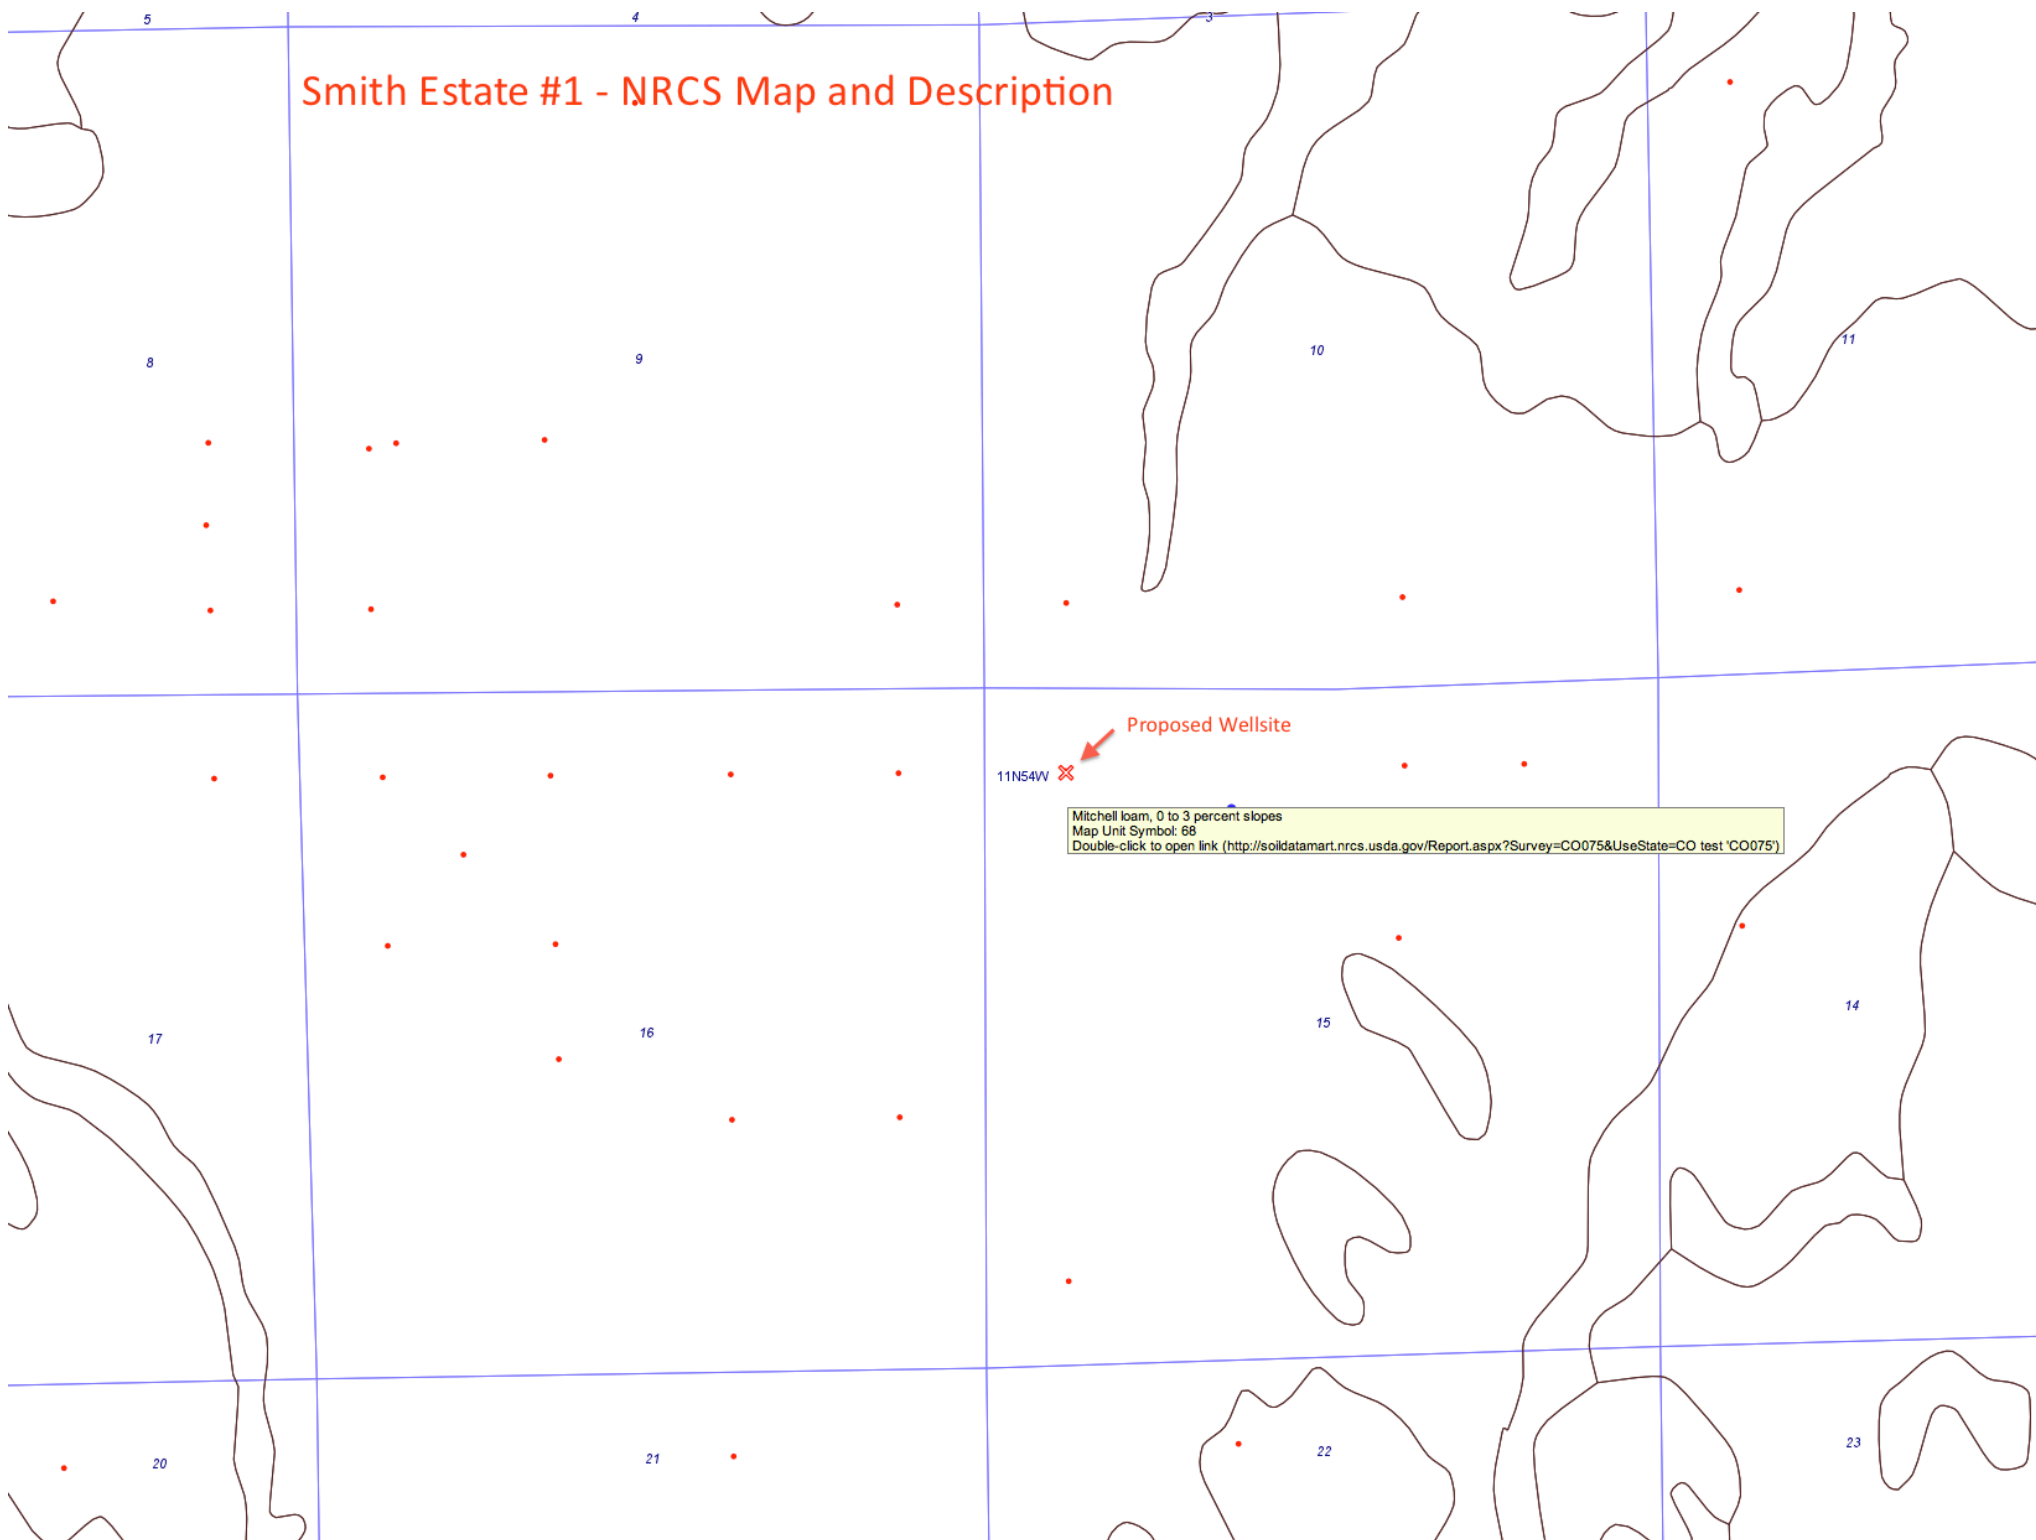 5
4
3
Smith Estate #1 - NRCS Map and Description
8
9
10
11
Proposed Wellsite
11N54W
Mitchell loam, 0 to 3 percent slopes
Map Unit Symbol: 68
Double-click to open link (http://soildatamart.nrcs.usda.gov/Report.aspx?Survey=CO075&UseState=CO test 'CO075')
17
16
15
14
20
21
22
23